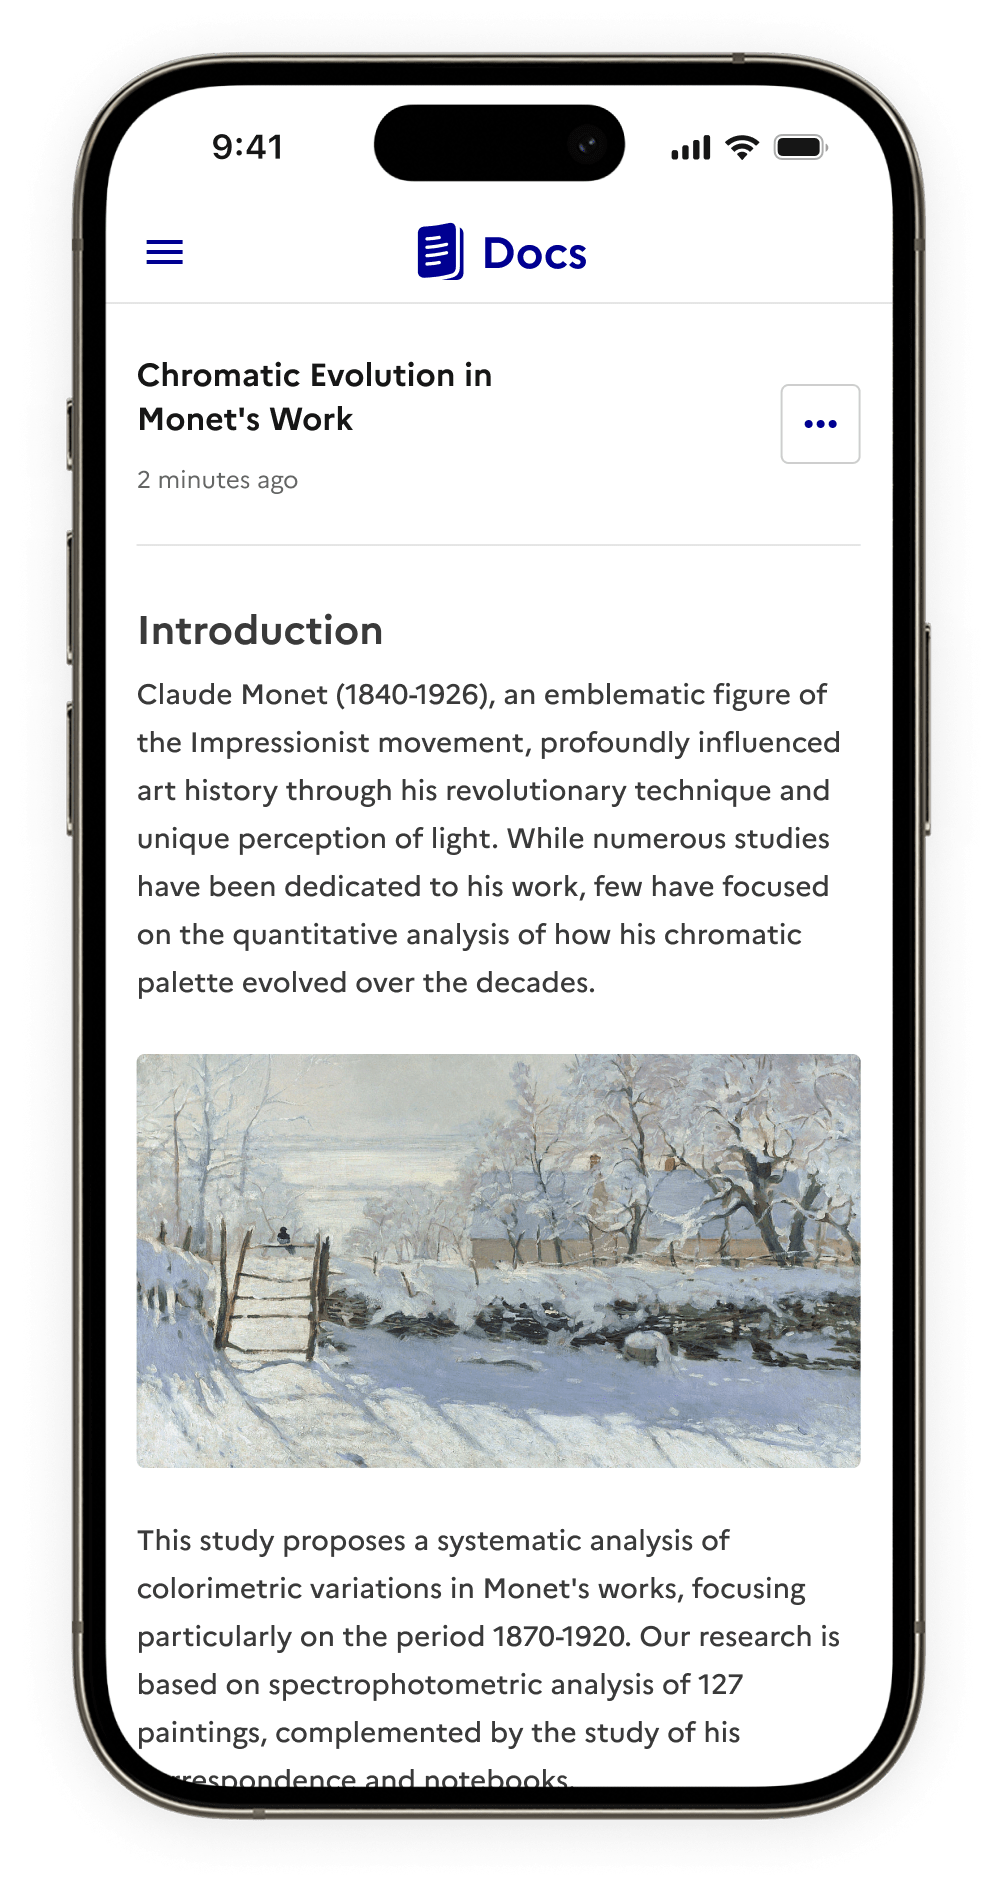 9:41
Docs
Chromatic Evolution in
Monet's Work
2 minutes ago
Introduction
Claude Monet (1840-1926), an emblematic figure of
the Impressionist movement, profoundly influenced
art history through his revolutionary technique and
unique perception of light. While numerous studies
have been dedicated to his work, few have focused
on the quantitative analysis of how his chromatic
palette evolved over the decades.
This study proposes a systematic analysis of
colorimetric variations in Monet's works, focusing
particularly on the period 1870-1920. Our research is
based on spectrophotometric analysis of 127
paintings, complemented by the study of his
correspondence and notebooks.